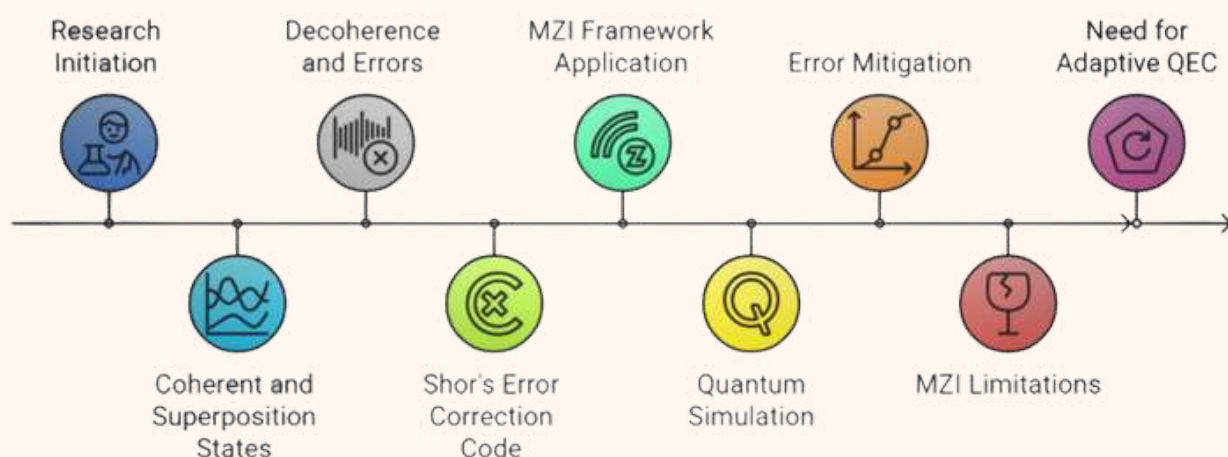 Research
Initiation
Coherent and
Superposition
States
Decoherence
and Errors
Shor's Error
Correction
Code
MZI Framework
Application
Z
Quantum
Simulation
Q
Error Mitigation
MZI Limitations
Need for
Adaptive QEC